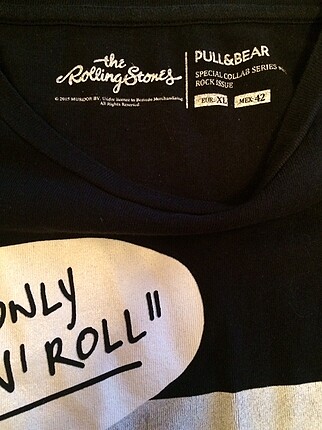 the
Rolling Stones
© 2015 MUSIDOR BV. Under license to Bravado Merchandising
All Rights Reserved.
PULL&BEAR
SPECIAL COLLAB SERIES
ROCK ISSUE
EUR: XL MEX: 42
ONLY
N' ROLL"